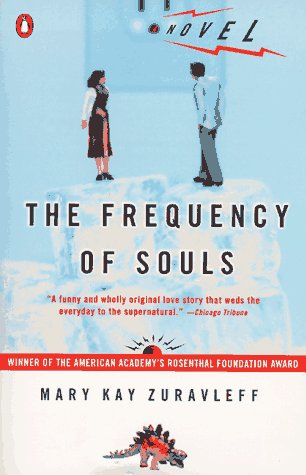 A NOVEL
THE FREQUENCY
OF SOULS
"A funny and wholly original love story that weds the
everyday to the supernatural." —Chicago Tribune
WINNER OF THE AMERICAN ACADEMY'S ROSENTHAL FOUNDATION AWARD
MARY KAY ZURAVLEFF